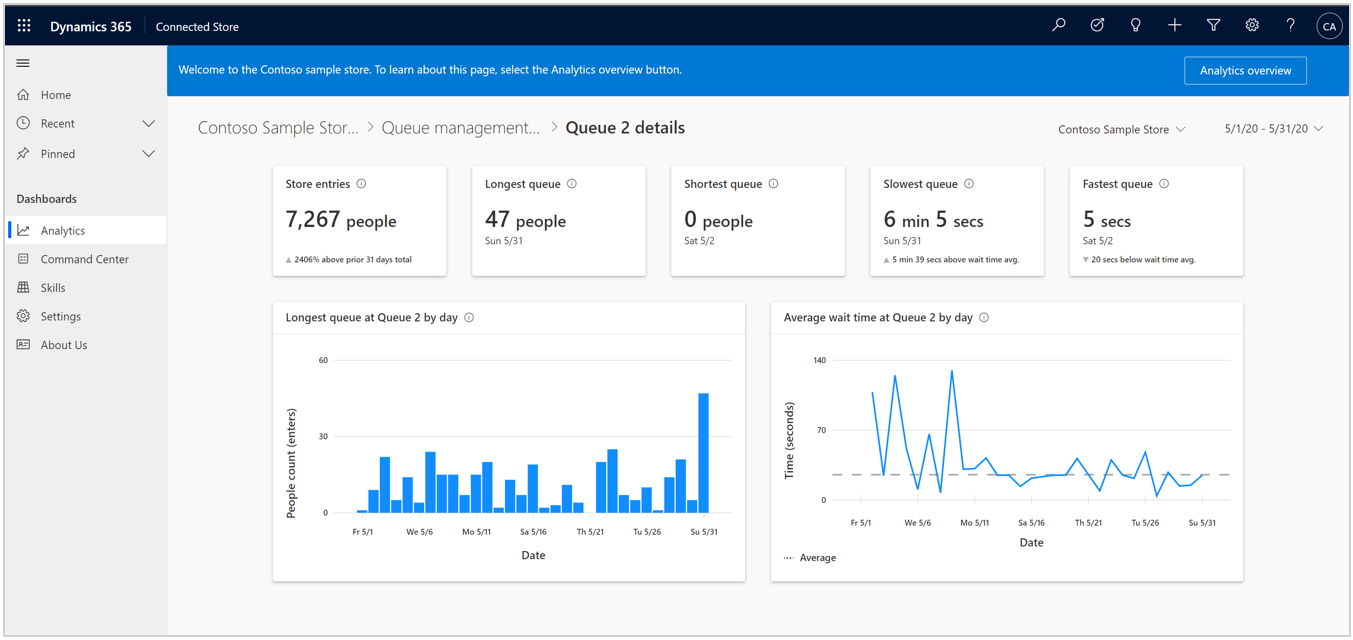 Dynamics 365 Connected Store CA
Welcome to the Contoso sample store. To learn about this page, select the Analytics overview button. Analytics overview
Home
Recent
Pinned
Dashboards
Analytics
Command Center
Skills
Settings
About Us
Contoso Sample Stor... > Queue management... > Queue 2 details
Contoso Sample Store 5/1/20 - 5/31/20
Store entries
7,267 people
2406% above prior 31 days total
Longest queue
47 people
Sun 5/31
Shortest queue
0 people
Sat 5/2
Slowest queue
6 min 5 secs
Sun 5/31
5 min 39 secs above wait time avg.
Fastest queue
5 secs
Sat 5/2
20 secs below wait time avg.
Longest queue at Queue 2 by day
People count (enters)
60
30
0
Fr 5/1 We 5/6 Mo 5/11 Sa 5/16 Th 5/21 Tu 5/26 Su 5/31
Date
Average wait time at Queue 2 by day
Time (seconds)
140
70
0
Fr 5/1 We 5/6 Mo 5/11 Sa 5/16 Th 5/21 Tu 5/26 Su 5/31
Date
Average